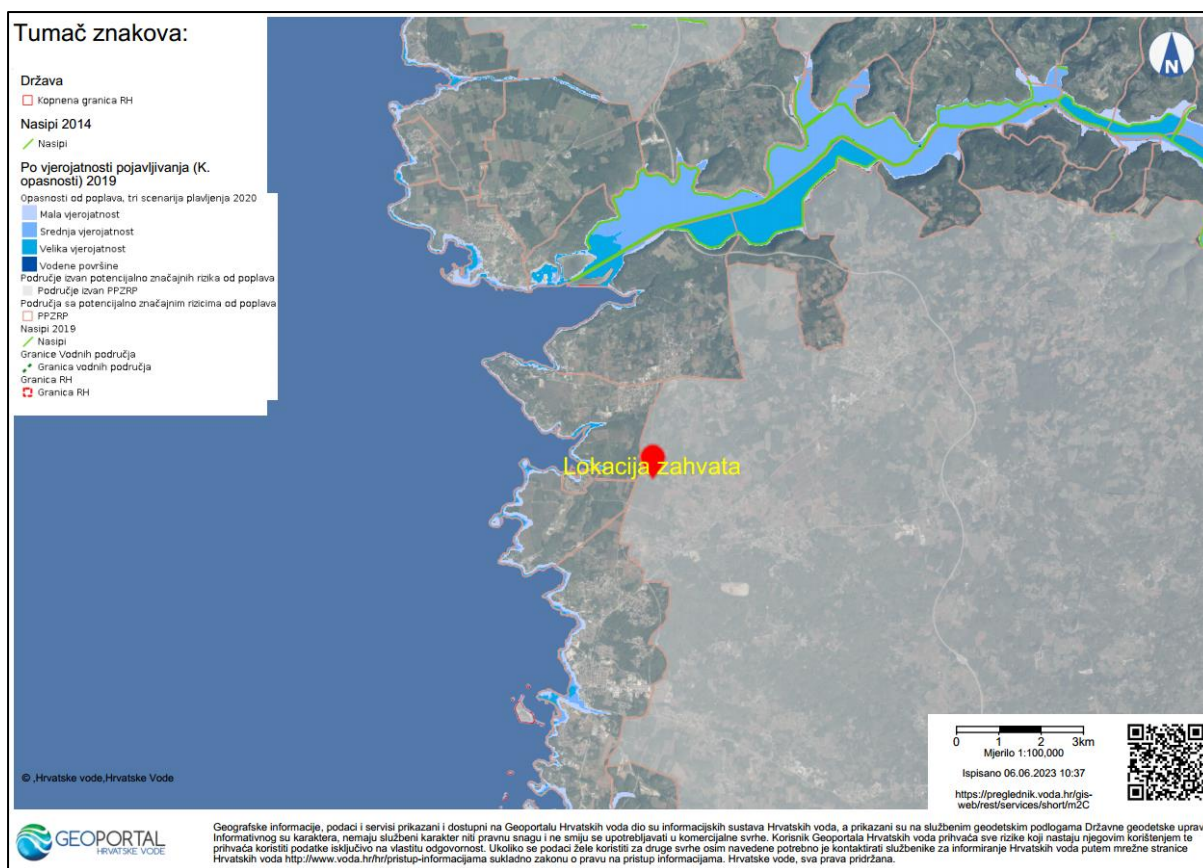 Tumač znakova:
Država
Kopnena granica RH
Nasipi 2014
Nasipi
Po vjerojatnosti pojavljivanja (K.
opasnosti) 2019
Opasnosti od poplava, tri scenarija plavljenja 2020
Mala vjerojatnost
Srednja vjerojatnost
Velika vjerojatnost
Vodene površine
Područje izvan potencijalno značajnih rizika od poplava
Područje izvan PPZRP
Područja sa potencijalno značajnim rizicima od poplava
PPZRP
Nasipi 2019
Nasipi
Granice Vodnih područja
Granica vodnih područja
Granica RH
Granica RH
N
Lokacija zahvata
0 1 2 3km
Mjerilo 1:100,000
Ispisano 06.06.2023 10:37
https://preglednik.voda.hr/gis-
web/rest/services/short/m2C
© ,Hrvatske vode,Hrvatske Vode
GEOPORTAL
HRVATSKE VODE
Geografske informacije, podaci i servisi prikazani i dostupni na Geoportalu Hrvatskih voda dio su informacijskih sustava Hrvatskih voda, a prikazani su na službenim geodetskim podlogama Državne geodetske uprav
Informativnog su karaktera, nemaju službeni karakter niti pravnu snagu i ne smiju se upotrebljavati u komercijalne svrhe. Korisnik Geoportala Hrvatskih voda prihvaća sve rizike koji nastaju njegovim korištenjem te
prihvaća koristiti podatke isključivo na vlastitu odgovornost. Ukoliko se podaci žele koristiti za druge svrhe osim navedene potrebno je kontaktirati službenike za informiranje Hrvatskih voda putem mrežne stranice
Hrvatskih voda http://www.voda.hr/hr/pristup-informacijama sukladno zakonu o pravu na pristup informacijama. Hrvatske vode, sva prava pridržana.